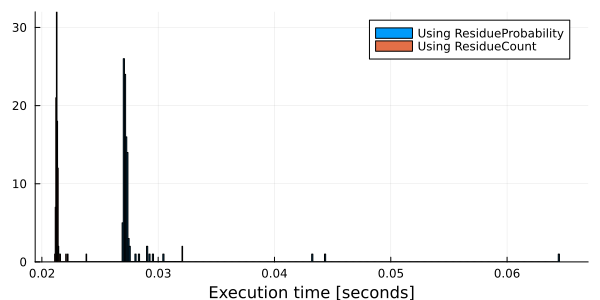 30
20
10
0
Using ResidueProbability
Using ResidueCount
0.02 0.03 0.04 0.05 0.06
Execution time [seconds]